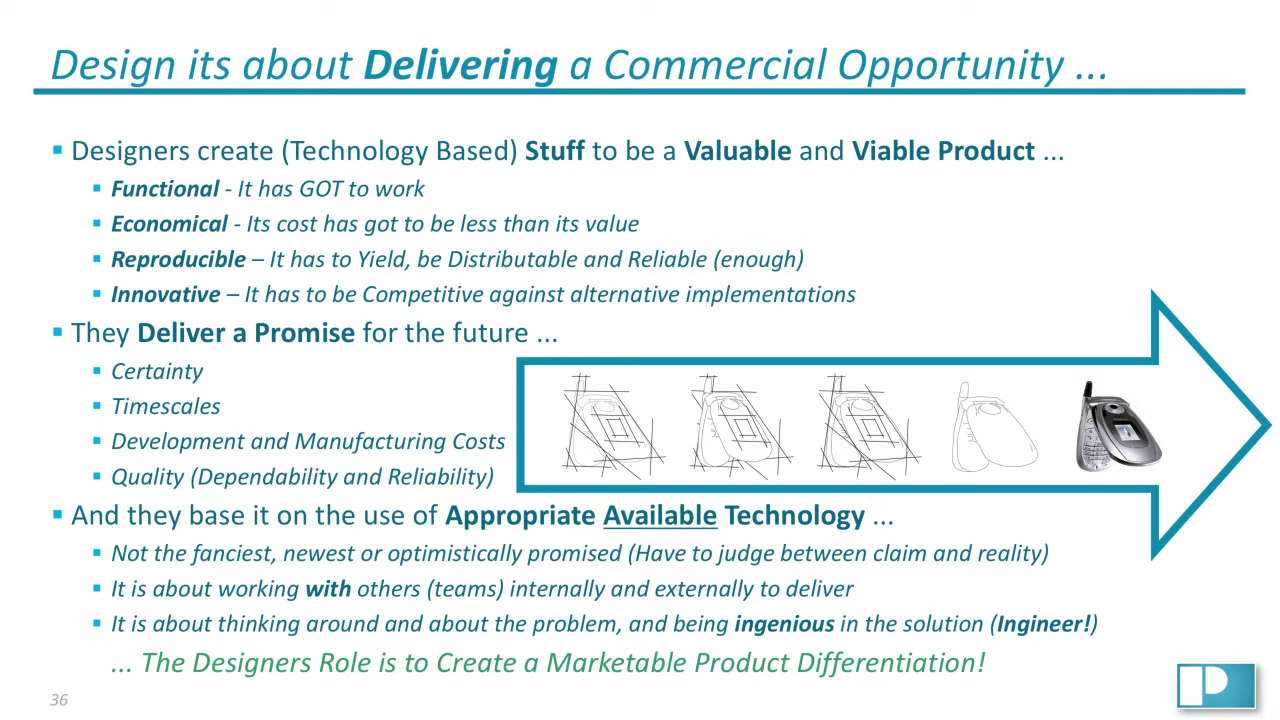 Design its about Delivering a Commercial Opportunity ...
▪ Designers create (Technology Based) Stuff to be a Valuable and Viable Product ...
▪ Functional - It has GOT to work
▪ Economical - Its cost has got to be less than its value
▪ Reproducible – It has to Yield, be Distributable and Reliable (enough)
▪ Innovative – It has to be Competitive against alternative implementations
▪ They Deliver a Promise for the future ...
▪ Certainty
▪ Timescales
▪ Development and Manufacturing Costs
▪ Quality (Dependability and Reliability)
▪ And they base it on the use of Appropriate Available Technology ...
▪ Not the fanciest, newest or optimistically promised (Have to judge between claim and reality)
▪ It is about working with others (teams) internally and externally to deliver
▪ It is about thinking around and about the problem, and being ingenious in the solution (Ingineer!)
... The Designers Role is to Create a Marketable Product Differentiation!
36
P